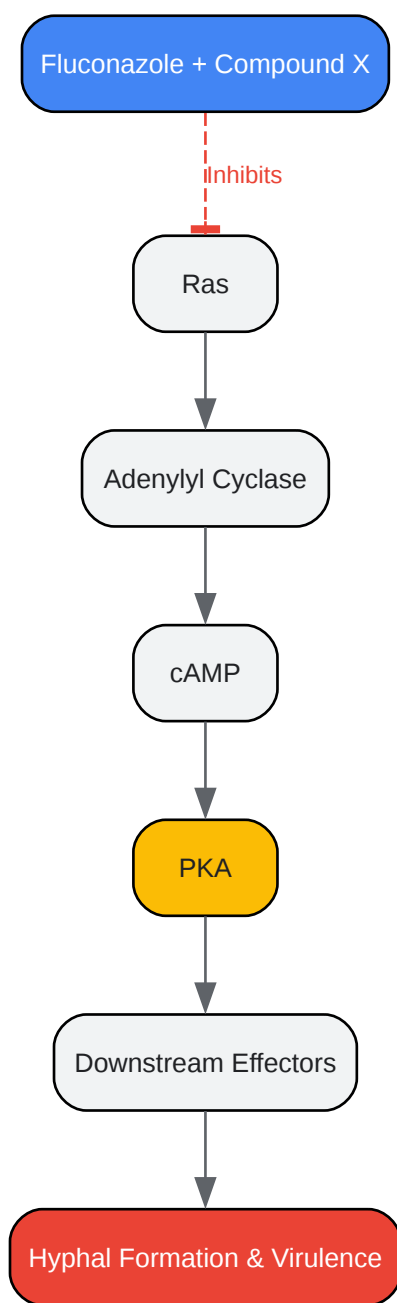 Fluconazole + Compound X
Inhibits
Ras
Adenylyl Cyclase
cAMP
PKA
Downstream Effectors
Hyphal Formation & Virulence